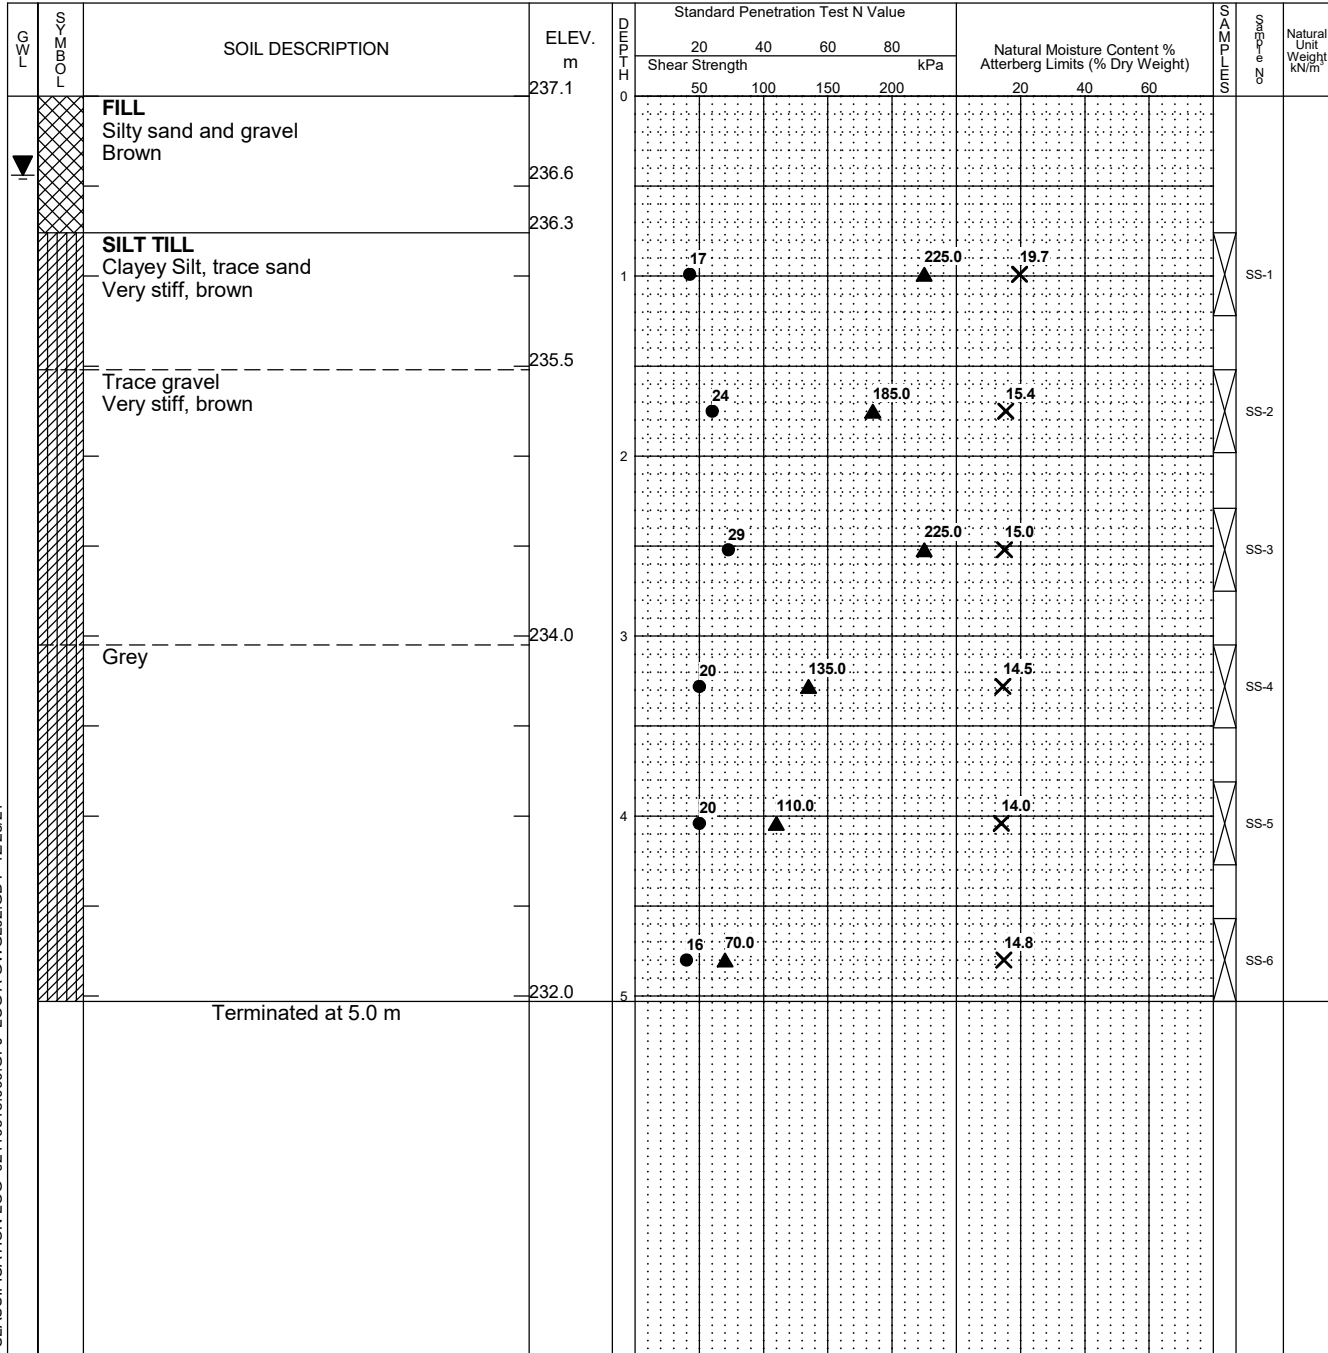 GWL
SYMBOL
SOIL DESCRIPTION
ELEV.
m
DEPTH
Standard Penetration Test N Value
20 40 60 80
Shear Strength kPa
50 100 150 200
Natural Moisture Content %
Atterberg Limits (% Dry Weight)
20 40 60
SAMPLES
Sample No
Natural
Unit
Weight
kN/m³
237.1
0
FILL
Silty sand and gravel
Brown
236.6
236.3
SILT TILL
Clayey Silt, trace sand
Very stiff, brown
17 225.0 19.7
1
SS-1
235.5
Trace gravel
Very stiff, brown
24 185.0 15.4
SS-2
2
29 225.0 15.0
SS-3
234.0
3
Grey
20 135.0 14.5
SS-4
20 110.0 14.0
4
SS-5
16 70.0 14.8
SS-6
232.0
5
Terminated at 5.0 m